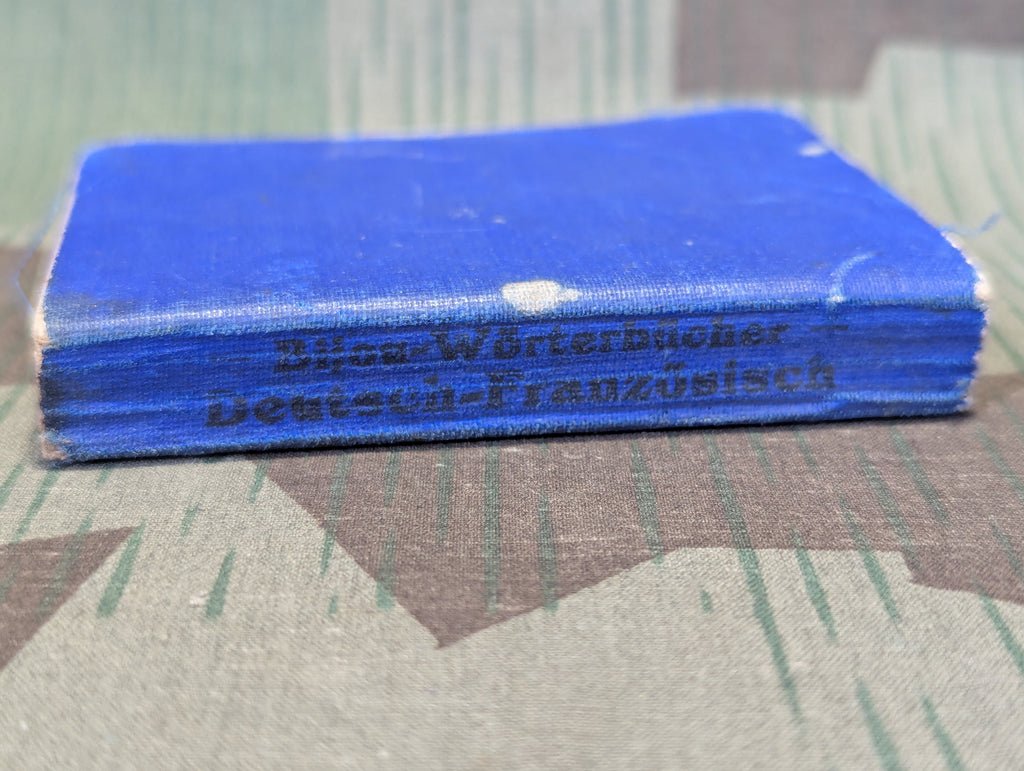 Bijou-Wörterbücher —
Deutsch-Französisch